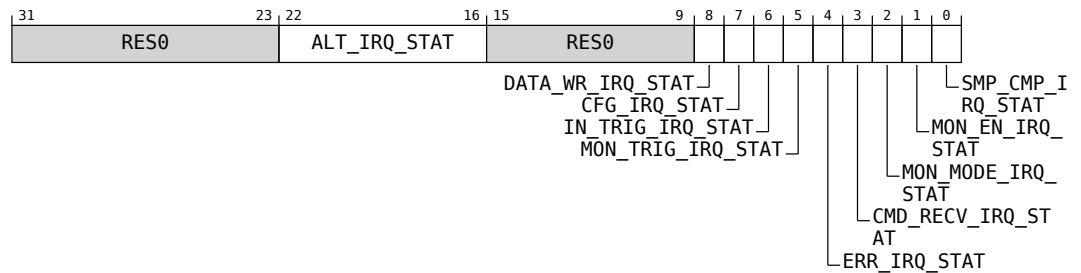 31 23 22 16 15 9 8 7 6 5 4 3 2 1 0
RES0 ALT_IRQ_STAT RES0
DATA_WR_IRQ_STAT
CFG_IRQ_STAT
IN_TRIG_IRQ_STAT
MON_TRIG_IRQ_STAT
SMP_CMP_I
RQ_STAT
MON_EN_IRQ_
STAT
MON_MODE_IRQ_
STAT
CMD_RECV_IRQ_ST
AT
ERR_IRQ_STAT